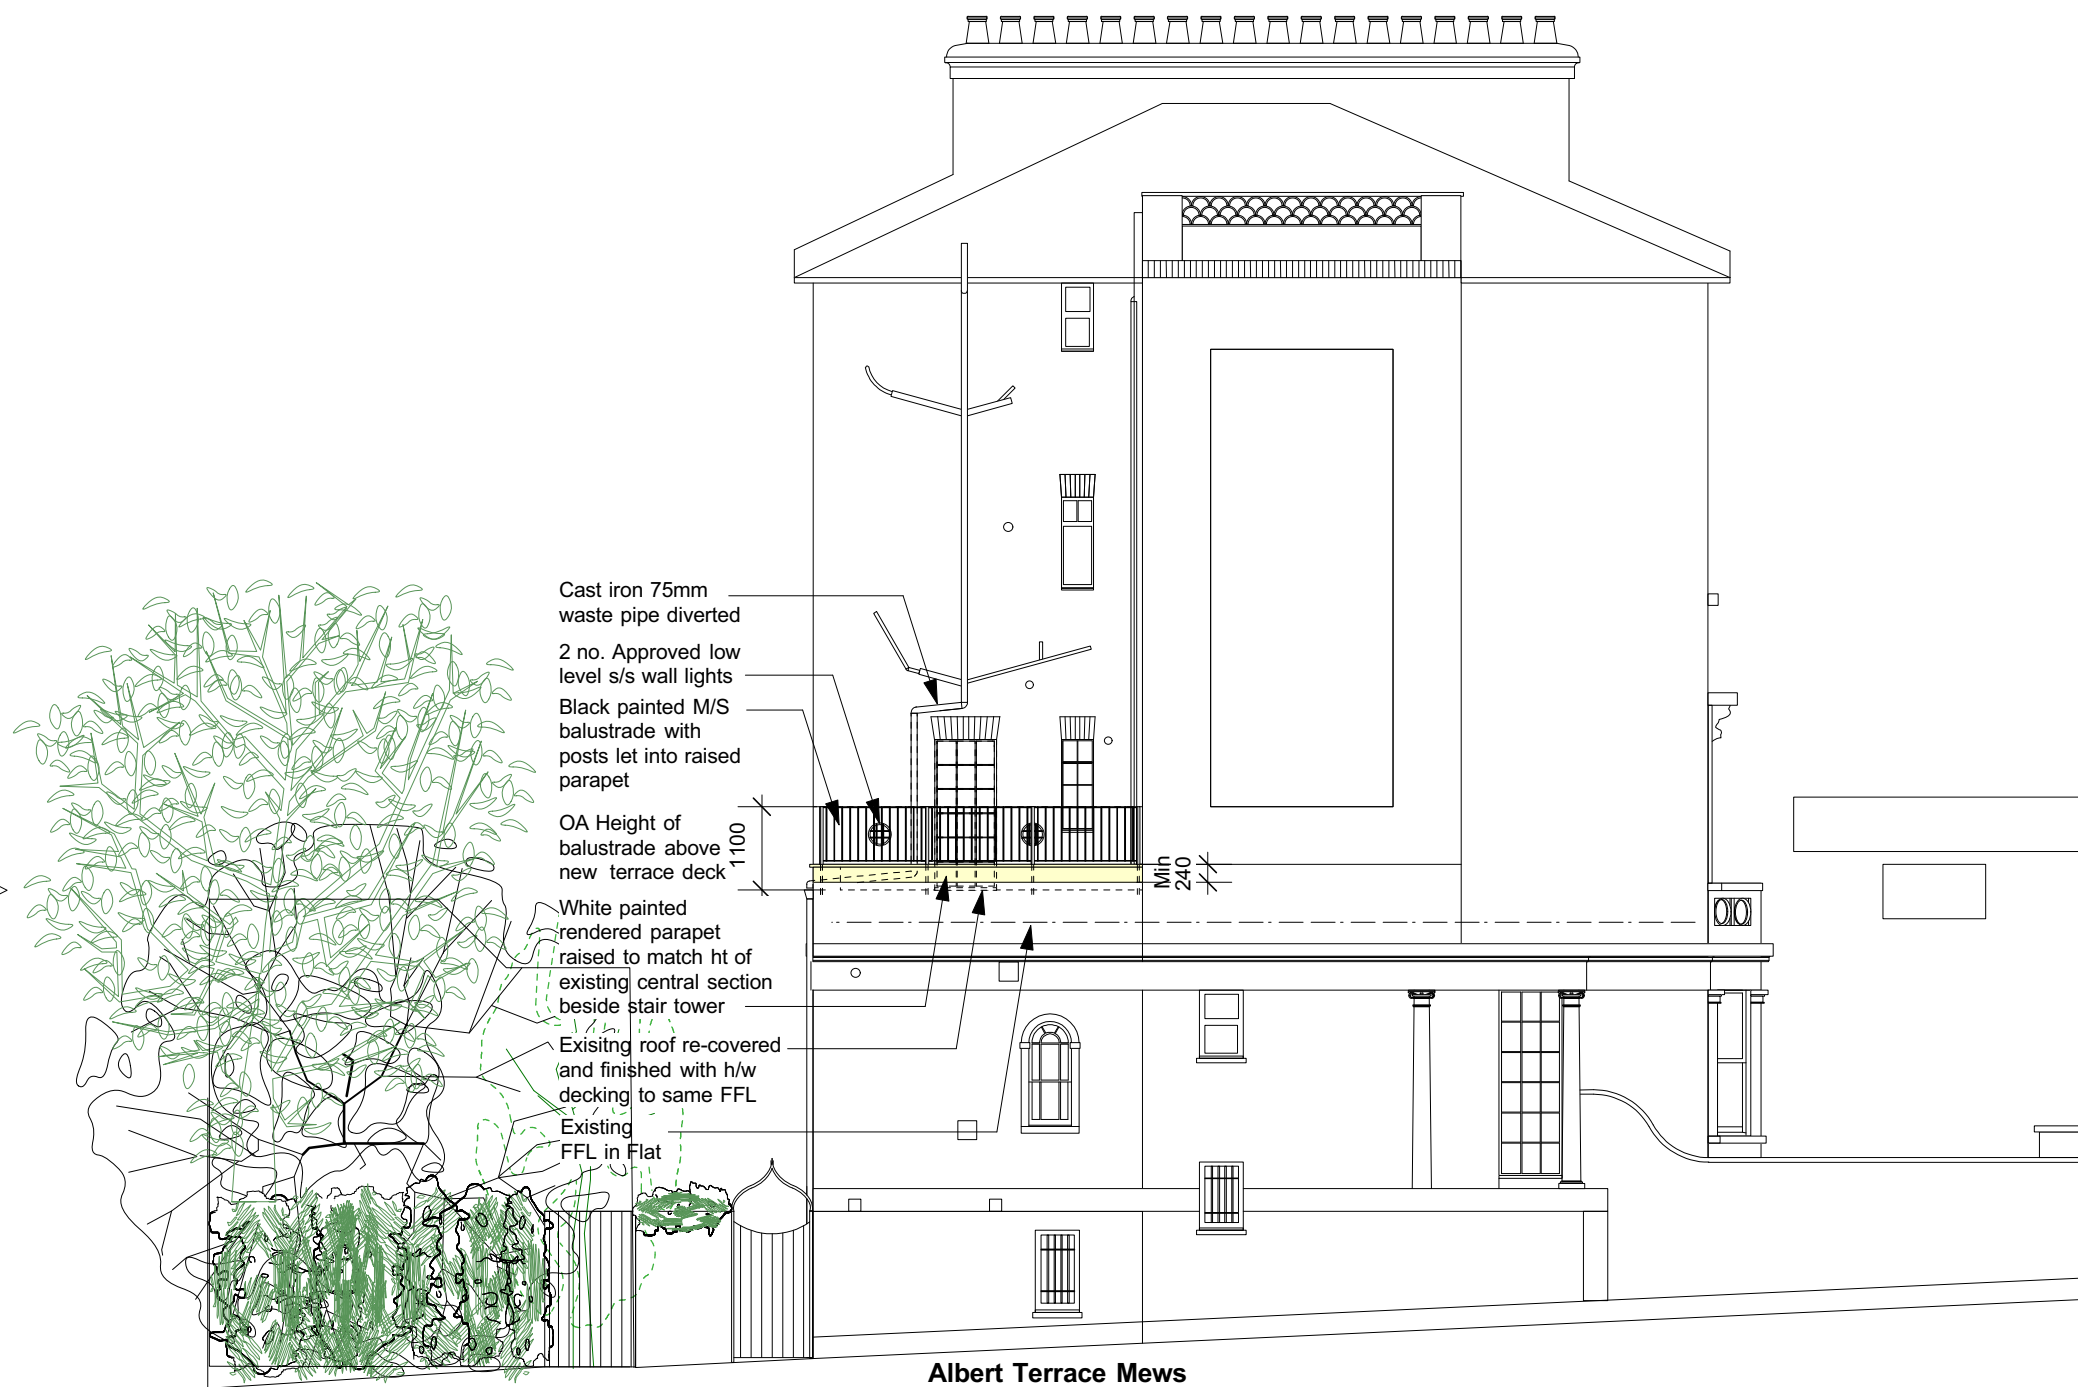 Cast iron 75mm
waste pipe diverted
2 no. Approved low
level s/s wall lights
Black painted M/S
balustrade with
posts let into raised
parapet
OA Height of
balustrade above
new terrace deck
1100
Min
240
White painted
rendered parapet
raised to match ht of
existing central section
beside stair tower
Exisitng roof re-covered
and finished with h/w
decking to same FFL
Existing
FFL in Flat
Albert Terrace Mews